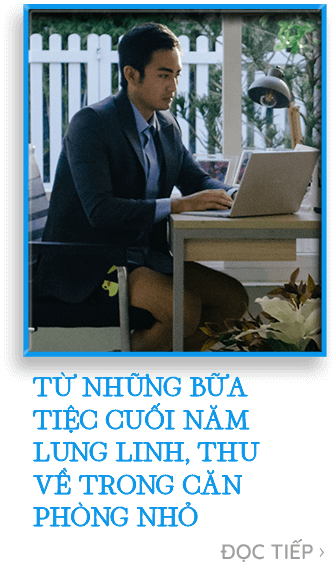 TỪ NHỮNG BỮA
TIỆC CUỐI NĂM
LUNG LINH, THU
VỀ TRONG CĂN
PHÒNG NHỎ
ĐỌC TIẾP ›